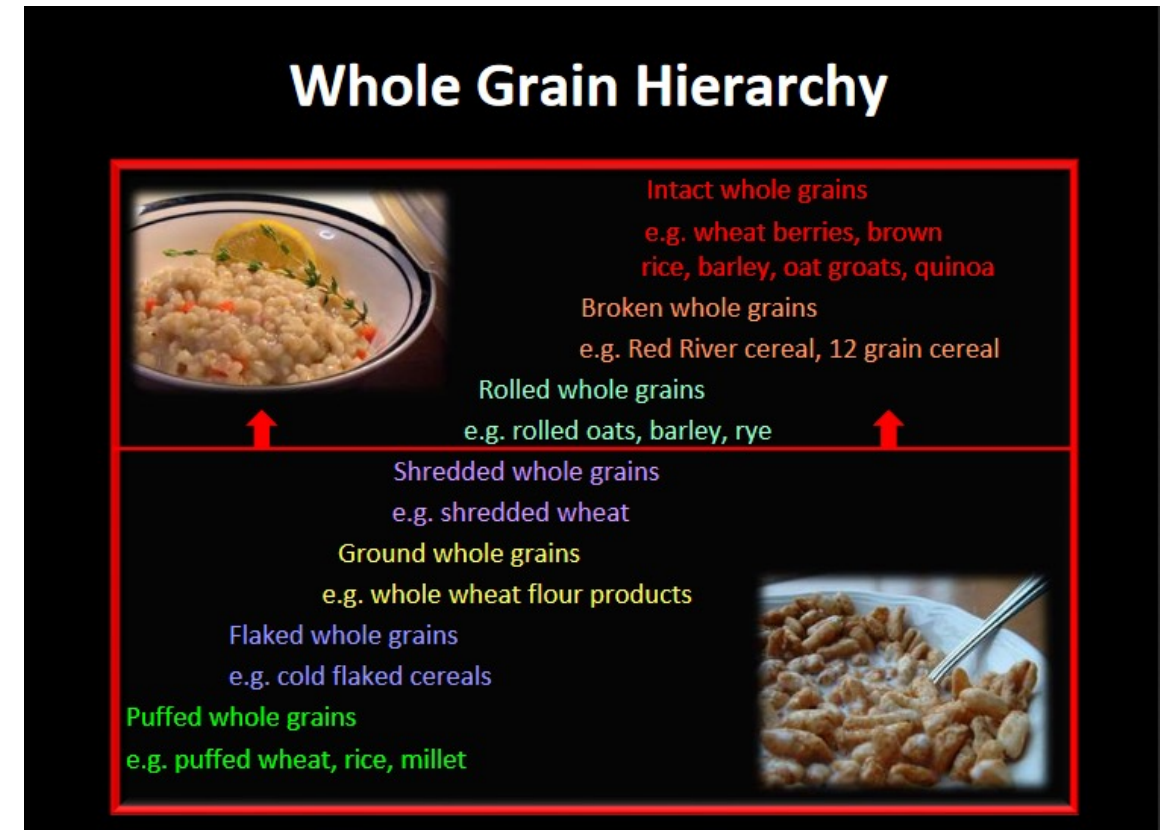 Whole Grain Hierarchy
Intact whole grains
e.g. wheat berries, brown
rice, barley, oat groats, quinoa
Broken whole grains
e.g. Red River cereal, 12 grain cereal
Rolled whole grains
e.g. rolled oats, barley, rye
Shredded whole grains
e.g. shredded wheat
Ground whole grains
e.g. whole wheat flour products
Flaked whole grains
e.g. cold flaked cereals
Puffed whole grains
e.g. puffed wheat, rice, millet